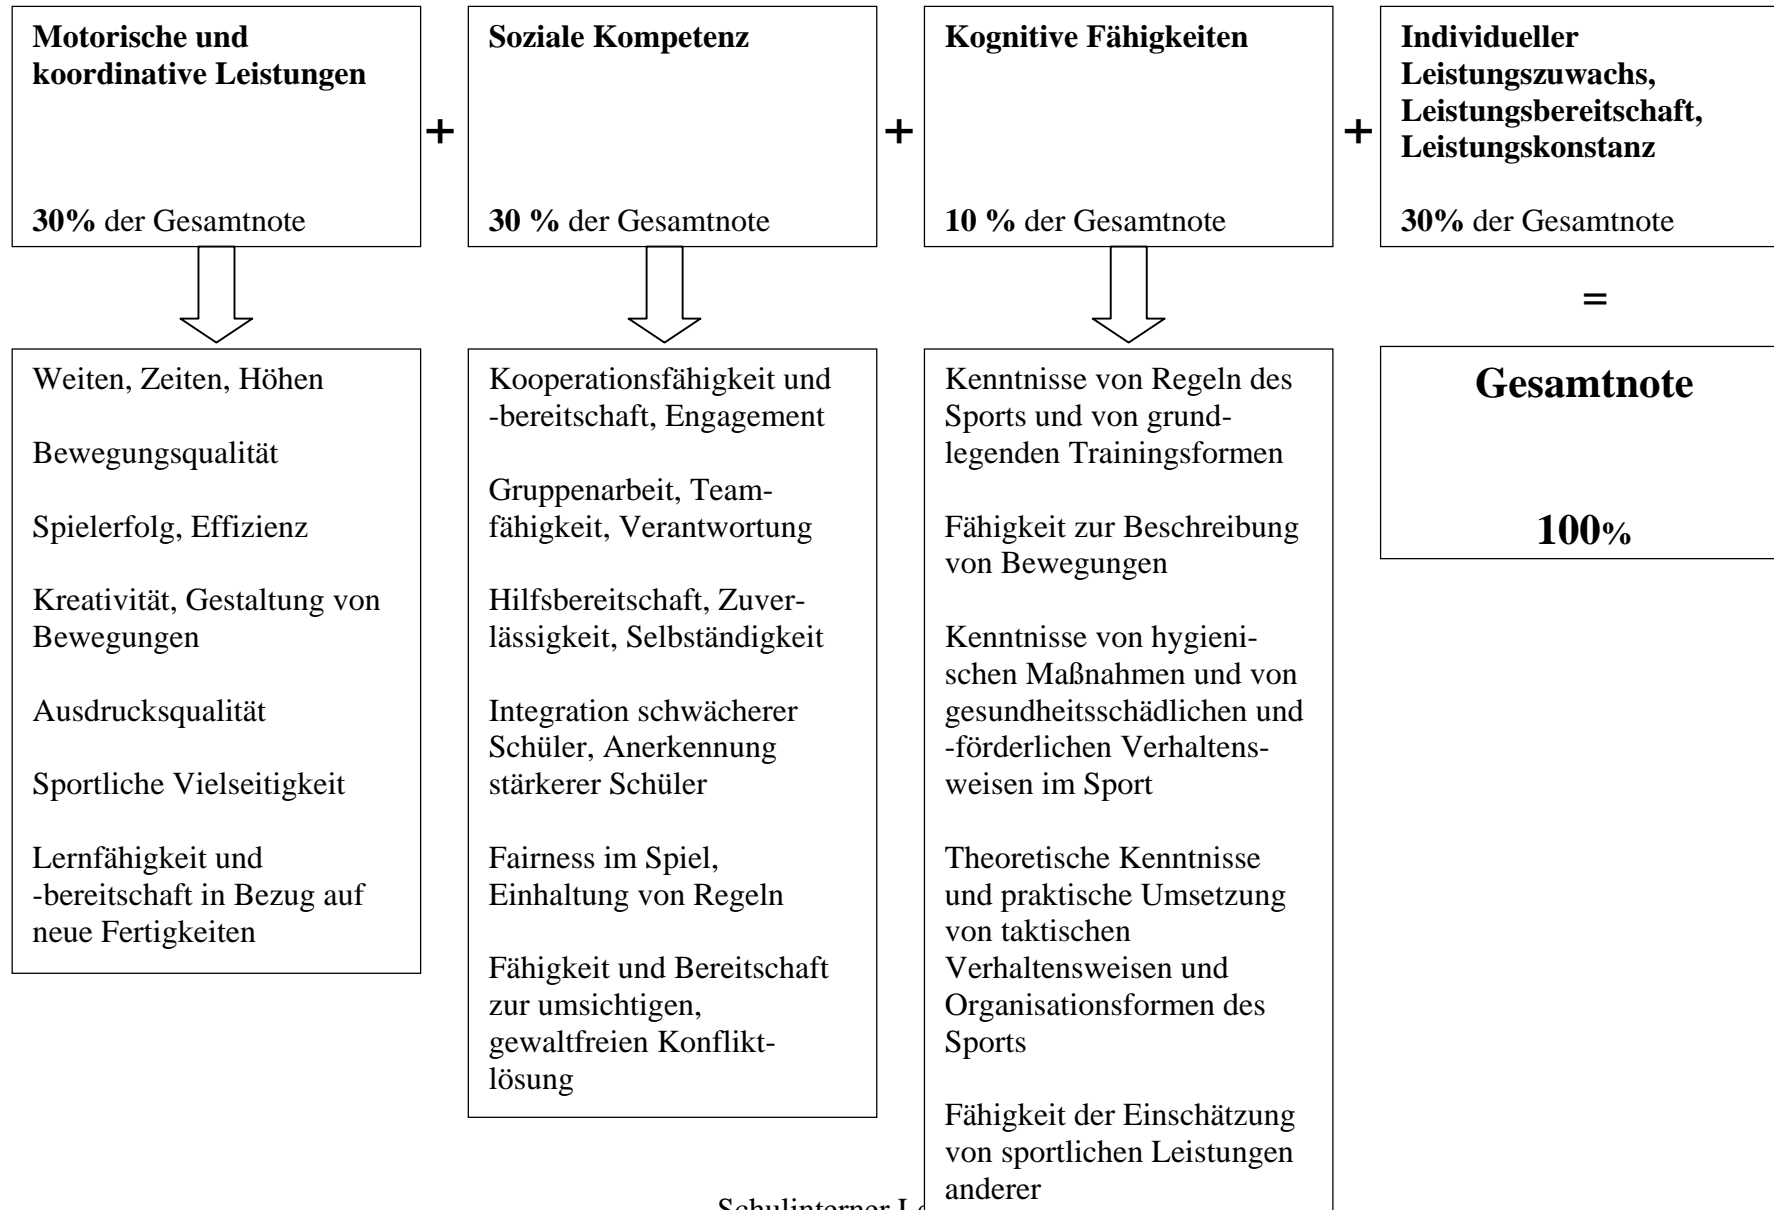 Motorische und
koordinative Leistungen
30% der Gesamtnote
+
Soziale Kompetenz
30 % der Gesamtnote
+
Kognitive Fähigkeiten
10 % der Gesamtnote
+
Individueller
Leistungszuwachs,
Leistungsbereitschaft,
Leistungskonstanz
30% der Gesamtnote
=
Gesamtnote
100%
Weiten, Zeiten, Höhen
Bewegungsqualität
Spielerfolg, Effizienz
Kreativität, Gestaltung von
Bewegungen
Ausdrucksqualität
Sportliche Vielseitigkeit
Lernfähigkeit und
-bereitschaft in Bezug auf
neue Fertigkeiten
Kooperationsfähigkeit und
-bereitschaft, Engagement
Gruppenarbeit, Team-
fähigkeit, Verantwortung
Hilfsbereitschaft, Zuver-
lässigkeit, Selbständigkeit
Integration schwächerer
Schüler, Anerkennung
stärkerer Schüler
Fairness im Spiel,
Einhaltung von Regeln
Fähigkeit und Bereitschaft
zur umsichtigen,
gewaltfreien Konflikt-
lösung
Kenntnisse von Regeln des
Sports und von grund-
legenden Trainingsformen
Fähigkeit zur Beschreibung
von Bewegungen
Kenntnisse von hygieni-
schen Maßnahmen und von
gesundheitsschädlichen und
-förderlichen Verhaltens-
weisen im Sport
Theoretische Kenntnisse
und praktische Umsetzung
von taktischen
Verhaltensweisen und
Organisationsformen des
Sports
Fähigkeit der Einschätzung
von sportlichen Leistungen
anderer
Schulinterner